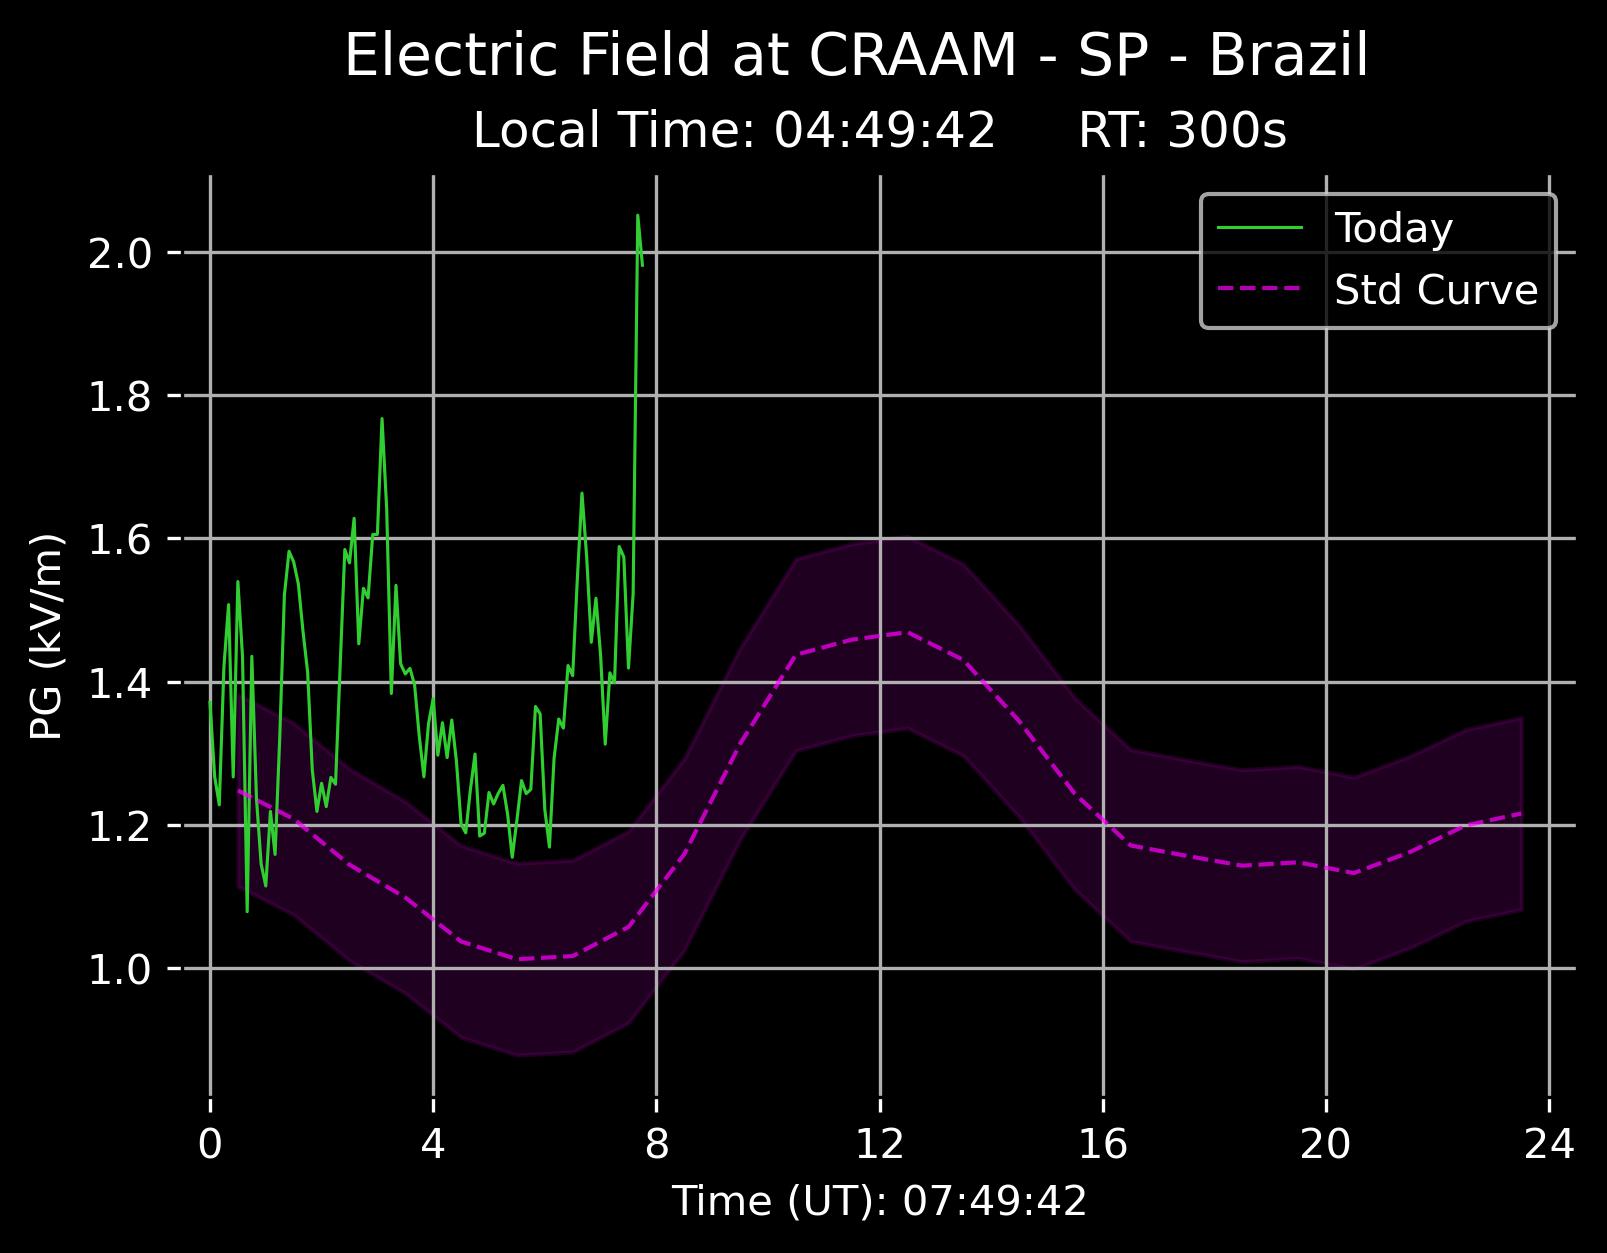 Electric Field at CRAAM - SP - Brazil
Local Time: 04:49:42 RT: 300s
Today
Std Curve
PG (kV/m)
2.0
1.8
1.6
1.4
1.2
1.0
0 4 8 12 16 20 24
Time (UT): 07:49:42